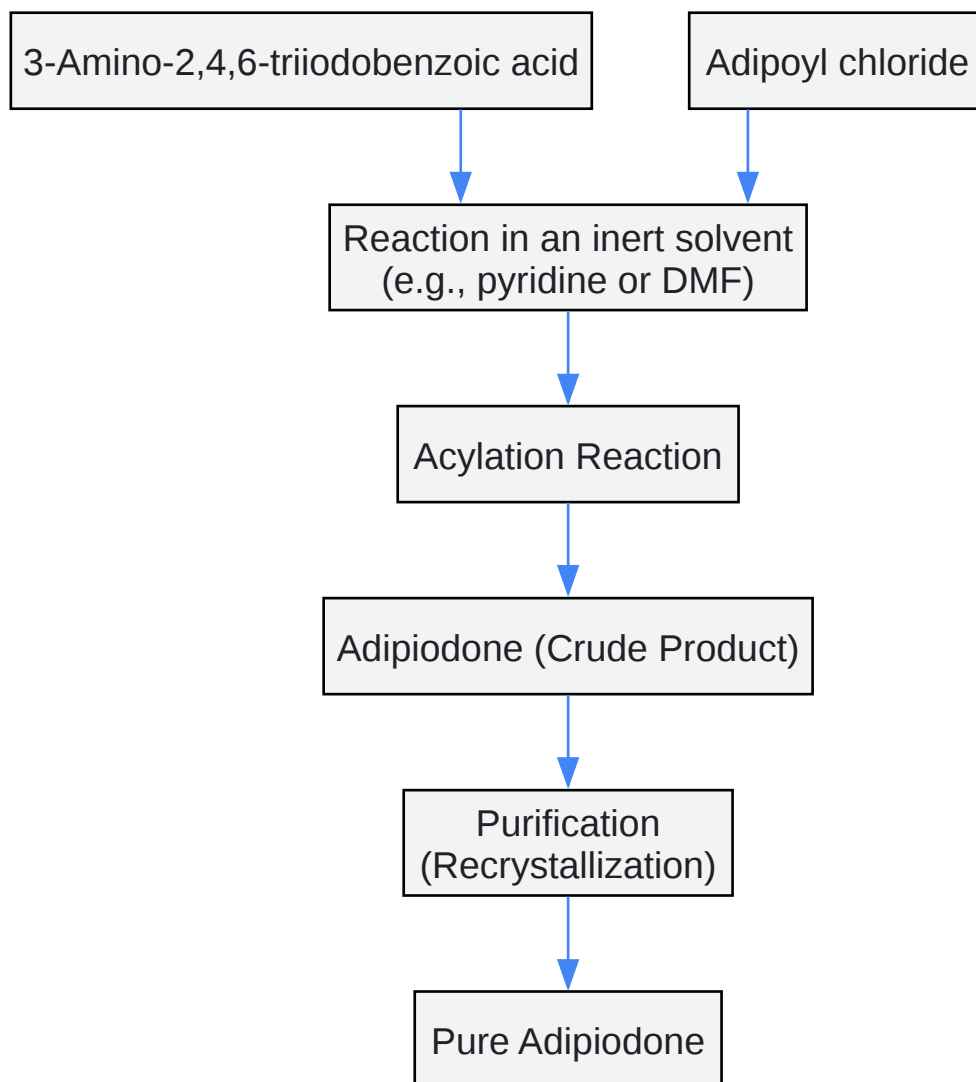 3-Amino-2,4,6-triiodobenzoic acid
Adipoyl chloride
Reaction in an inert solvent
(e.g., pyridine or DMF)
Acylation Reaction
Adipiodone (Crude Product)
Purification
(Recrystallization)
Pure Adipiodone